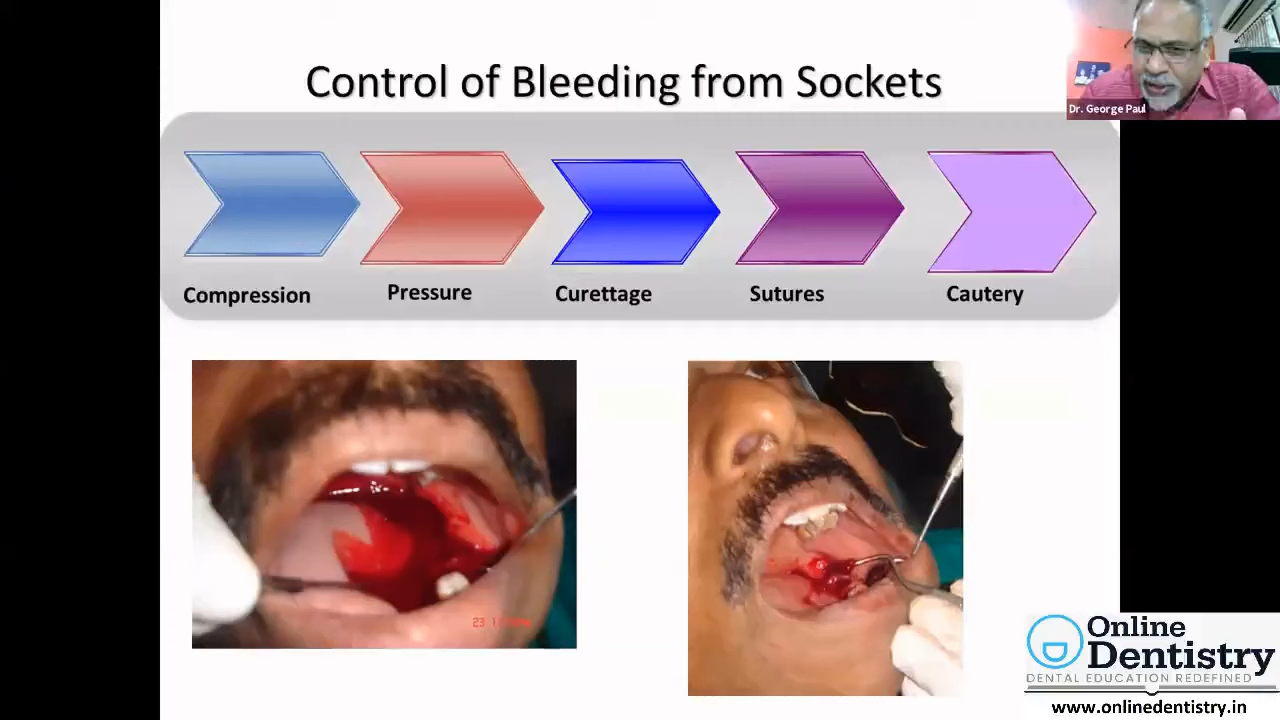 Control of Bleeding from Sockets
Dr. George Paul
Compression
Pressure
Curettage
Sutures
Cautery
Online
Dentistry
DENTAL EDUCATION REDEFINED
www.onlinedentistry.in